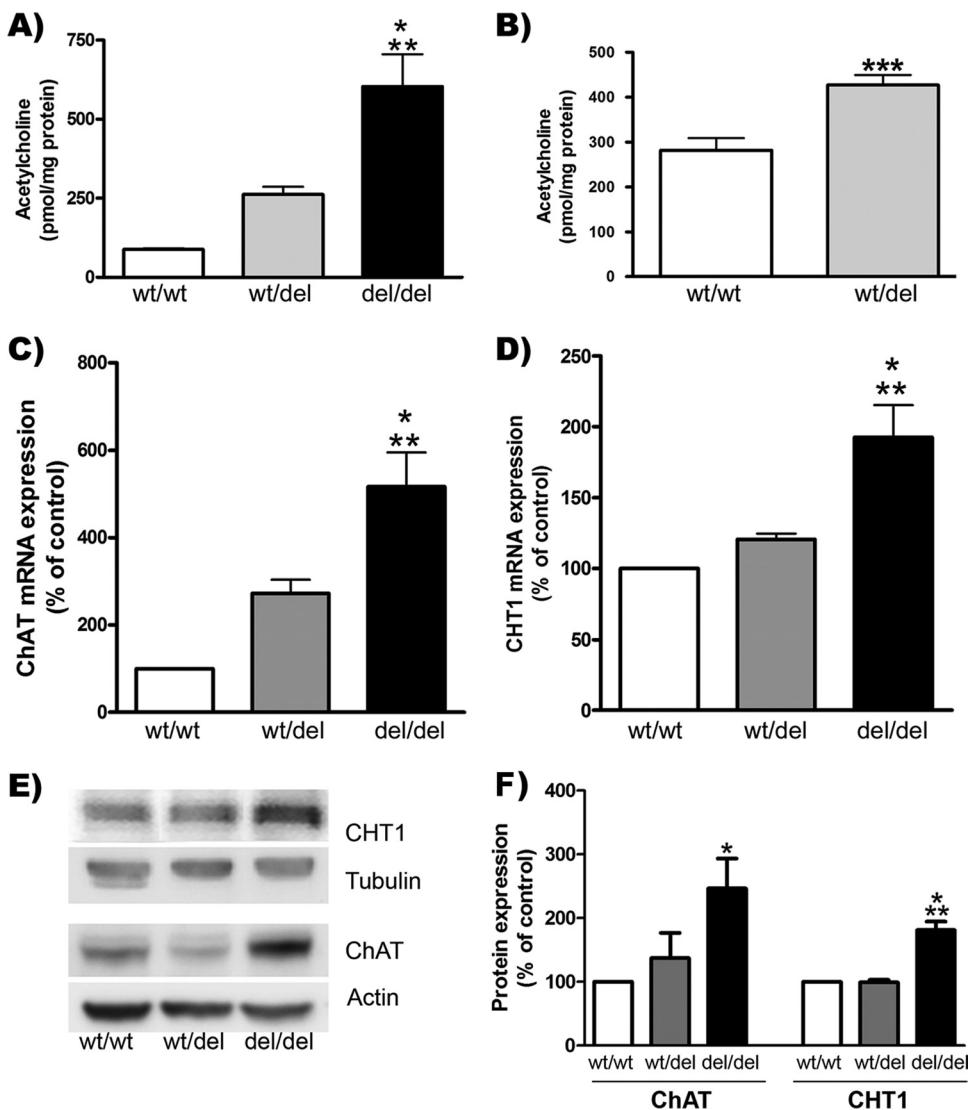 A)
Acetylcholine
(pmol/mg protein)
750
500
250
0
*
**
wt/wt wt/del del/del
B)
Acetylcholine
(pmol/mg protein)
500
400
300
200
100
0
***
wt/wt wt/del
C)
ChAT mRNA expression
(% of control)
800
600
400
200
0
*
**
wt/wt wt/del del/del
D)
CHT1 mRNA expression
(% of control)
250
200
150
100
50
0
*
**
wt/wt wt/del del/del
E)
CHT1
Tubulin
ChAT
Actin
wt/wt wt/del del/del
F)
Protein expression
(% of control)
400
300
200
100
0
*
*
**
wt/wt wt/del del/del wt/wt wt/del del/del
ChAT CHT1